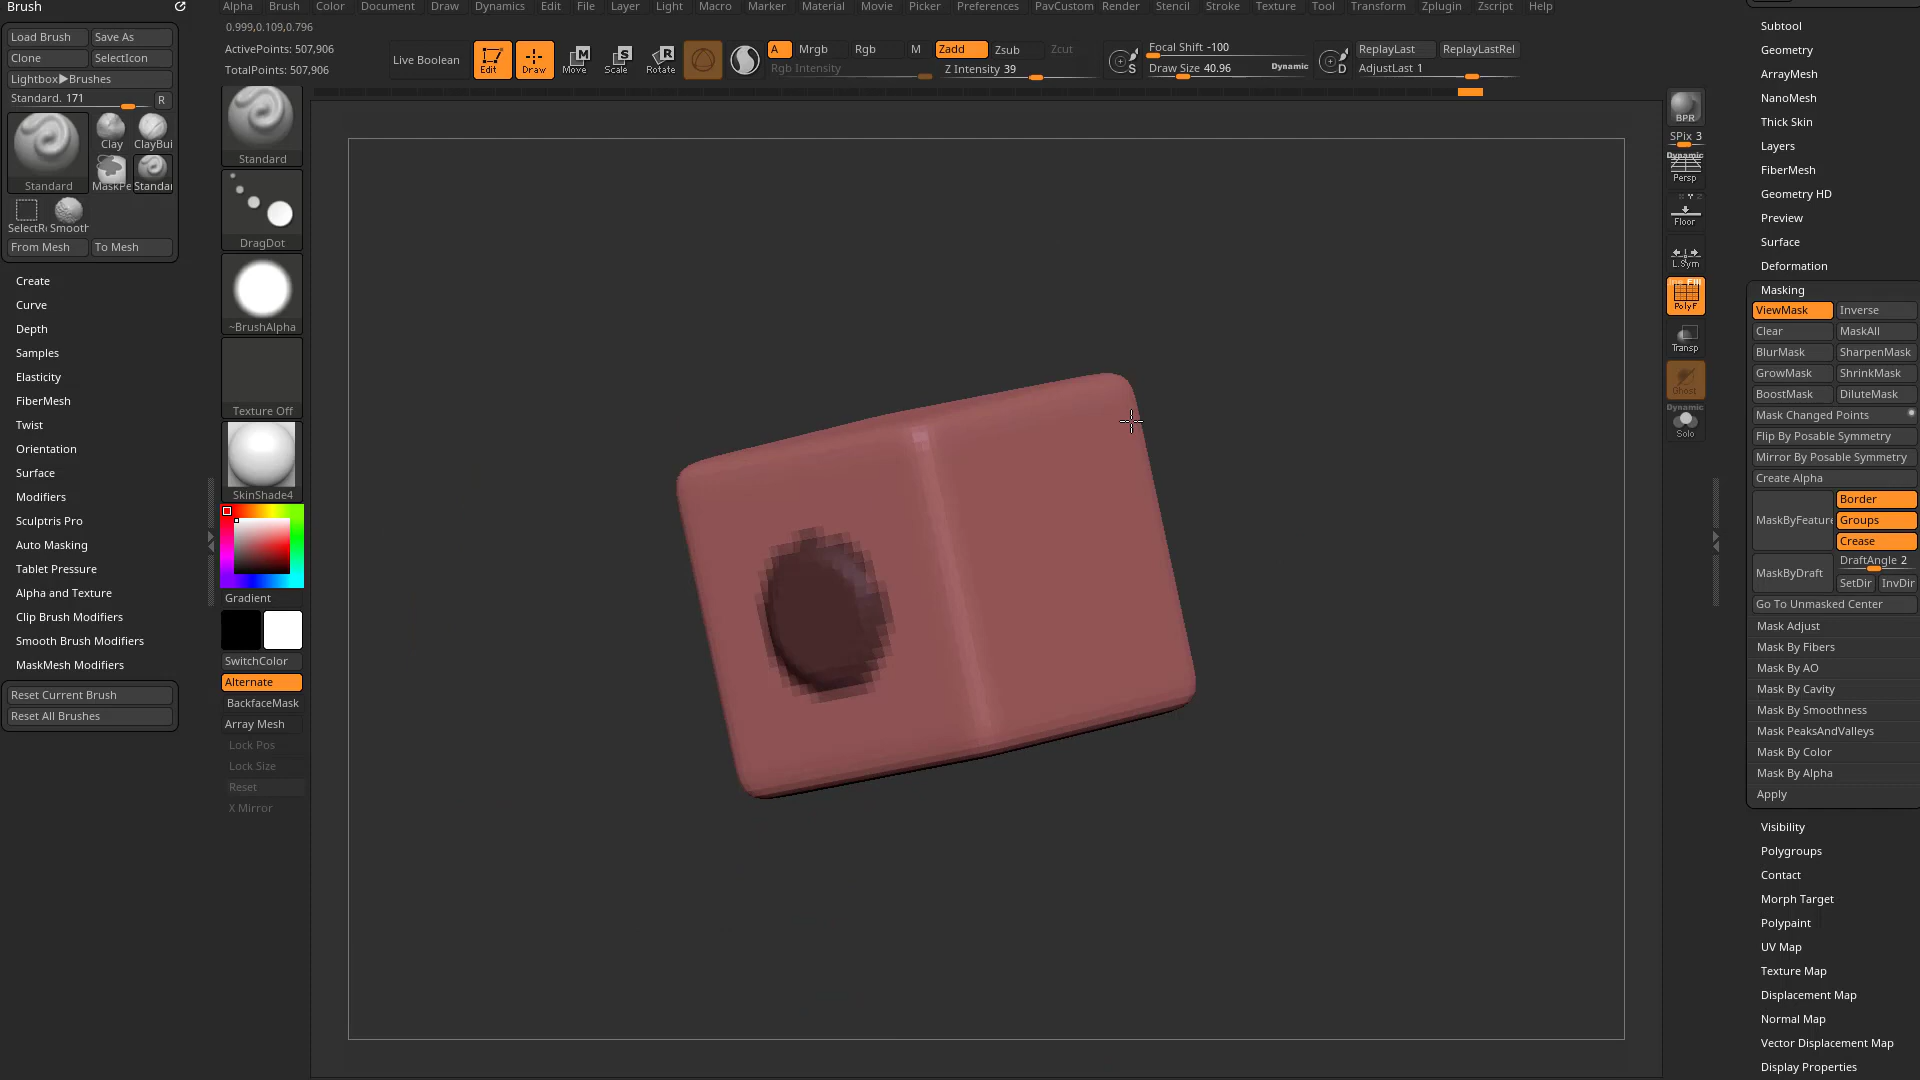 Brush
Load Brush
Save As
Clone
SelectIcon
Lightbox▶Brushes
Standard. 171
R
Standard
Clay
ClayBui
MaskPe
Standar
SelectRe
Smooth
From Mesh
To Mesh
Create
Curve
Depth
Samples
Elasticity
FiberMesh
Twist
Orientation
Surface
Modifiers
Sculptris Pro
Auto Masking
Tablet Pressure
Alpha and Texture
Clip Brush Modifiers
Smooth Brush Modifiers
MaskMesh Modifiers
Reset Current Brush
Reset All Brushes
Alpha Brush Color Document Draw Dynamics Edit File Layer Light Macro Marker Material Movie Picker Preferences PavCustom Render Stencil Stroke Texture Tool Transform Zplugin Zscript Help
0.999,0.109,0.796
ActivePoints: 507,906
TotalPoints: 507,906
Live Boolean
Edit
Draw
Move
Scale
Rotate
A
Mrgb
Rgb
M
Rgb Intensity
Zadd
Zsub
Zcut
Z Intensity 39
S
Focal Shift -100
Draw Size 40.96
Dynamic
D
ReplayLast
ReplayLastRel
AdjustLast 1
Standard
DragDot
~BrushAlpha
Texture Off
SkinShade4
Gradient
SwitchColor
Alternate
BackfaceMask
Array Mesh
Lock Pos
Lock Size
Reset
X Mirror
BPR
SPix 3
Dynamic
Persp
Floor
L.Sym
PolyF
Transp
Ghost
Dynamic
Solo
Subtool
Geometry
ArrayMesh
NanoMesh
Thick Skin
Layers
FiberMesh
Geometry HD
Preview
Surface
Deformation
Masking
ViewMask
Inverse
Clear
MaskAll
BlurMask
SharpenMask
GrowMask
ShrinkMask
BoostMask
DiluteMask
Mask Changed Points
Flip By Posable Symmetry
Mirror By Posable Symmetry
Create Alpha
MaskByFeature
Border
Groups
Crease
MaskByDraft
DraftAngle 2
SetDir
InvDir
Go To Unmasked Center
Mask Adjust
Mask By Fibers
Mask By AO
Mask By Cavity
Mask By Smoothness
Mask PeaksAndValleys
Mask By Color
Mask By Alpha
Apply
Visibility
Polygroups
Contact
Morph Target
Polypaint
UV Map
Texture Map
Displacement Map
Normal Map
Vector Displacement Map
Display Properties